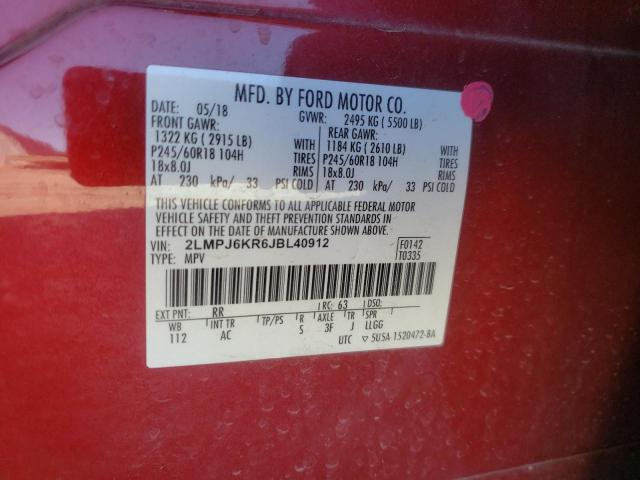 MFD. BY FORD MOTOR CO.
DATE: 05/18 GVWR: 2495 KG ( 5500 LB)
FRONT GAWR: REAR GAWR:
1322 KG ( 2915 LB) WITH 1184 KG ( 2610 LB) WITH
P245/60R18 104H TIRES P245/60R18 104H TIRES
18x8.0J RIMS 18x8.0J RIMS
AT 230 kPa/ 33 PSI COLD AT 230 kPa/ 33 PSI COLD
THIS VEHICLE CONFORMS TO ALL APPLICABLE FEDERAL MOTOR
VEHICLE SAFETY AND THEFT PREVENTION STANDARDS IN
EFFECT ON THE DATE OF MANUFACTURE SHOWN ABOVE.
VIN: 2LMPJ6KR6JBL40912 F0142
TYPE: MPV T0335
EXT PNT: RR RC: 63 DSO:
WB INT TR TP/PS R AXLE TR SPR
112 AC S 3F J LLGG
UTC ▽ 5U5A 1520472-BA